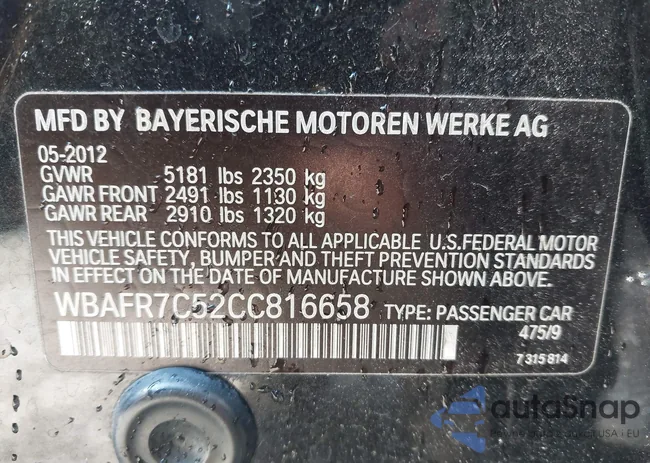 MFD BY BAYERISCHE MOTOREN WERKE AG
05-2012
GVWR 5181 lbs 2350 kg
GAWR FRONT 2491 lbs 1130 kg
GAWR REAR 2910 lbs 1320 kg
THIS VEHICLE CONFORMS TO ALL APPLICABLE U.S.FEDERAL MOTOR
VEHICLE SAFETY, BUMPER AND THEFT PREVENTION STANDARDS
IN EFFECT ON THE DATE OF MANUFACTURE SHOWN ABOVE.
WBAFR7C52CC816658 TYPE: PASSENGER CAR
475/9
7 315 814
autoSnap
USA - EU